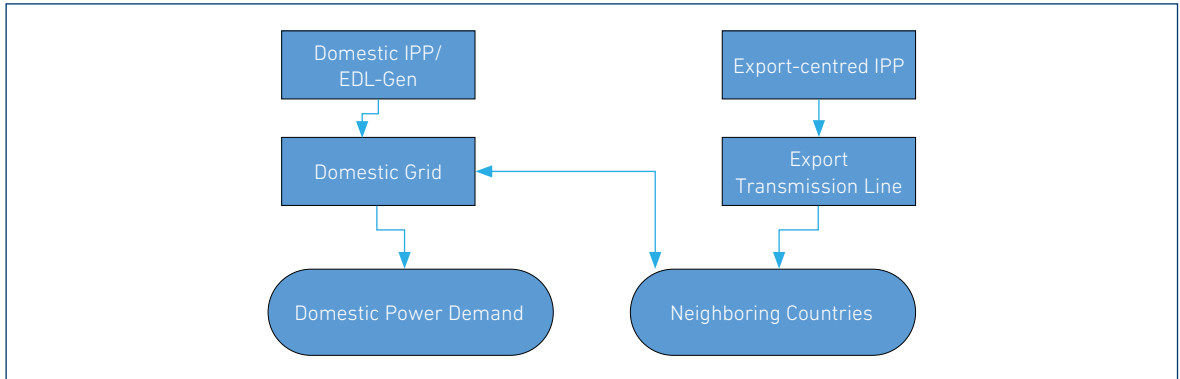 Domestic IPP/
EDL-Gen
Export-centred IPP
Domestic Grid
Export
Transmission Line
Domestic Power Demand
Neighboring Countries